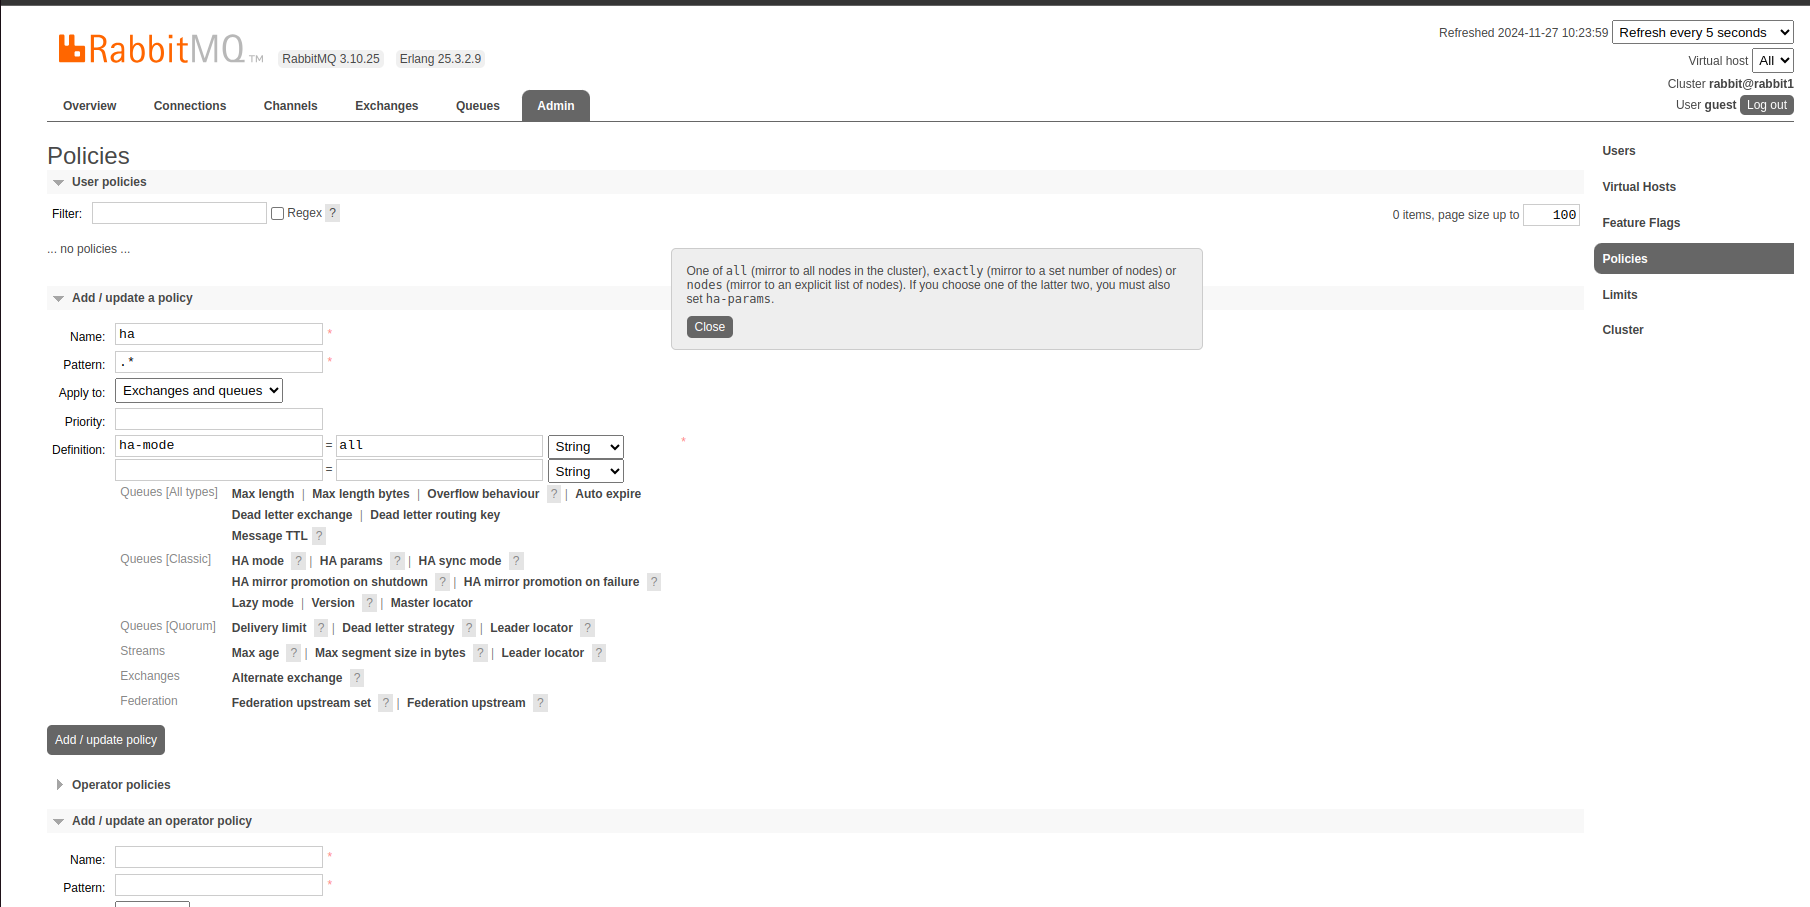 RabbitMQ TM RabbitMQ 3.10.25 Erlang 25.3.2.9
Refreshed 2024-11-27 10:23:59 Refresh every 5 seconds
Virtual host All
Cluster rabbit@rabbit1
User guest Log out
Overview Connections Channels Exchanges Queues Admin
Policies
User policies
Filter: Regex ? 0 items, page size up to 100
... no policies ...
One of all (mirror to all nodes in the cluster), exactly (mirror to a set number of nodes) or
nodes (mirror to an explicit list of nodes). If you choose one of the latter two, you must also
set ha-params.
Close
Add / update a policy
Name: ha *
Pattern: .* *
Apply to: Exchanges and queues
Priority:
Definition: ha-mode = all String *
= String
Queues [All types] Max length | Max length bytes | Overflow behaviour ? | Auto expire
Dead letter exchange | Dead letter routing key
Message TTL ?
Queues [Classic] HA mode ? | HA params ? | HA sync mode ?
HA mirror promotion on shutdown ? | HA mirror promotion on failure ?
Lazy mode | Version ? | Master locator
Queues [Quorum] Delivery limit ? | Dead letter strategy ? | Leader locator ?
Streams Max age ? | Max segment size in bytes ? | Leader locator ?
Exchanges Alternate exchange ?
Federation Federation upstream set ? | Federation upstream ?
Add / update policy
Operator policies
Add / update an operator policy
Name: *
Pattern: *
Users
Virtual Hosts
Feature Flags
Policies
Limits
Cluster